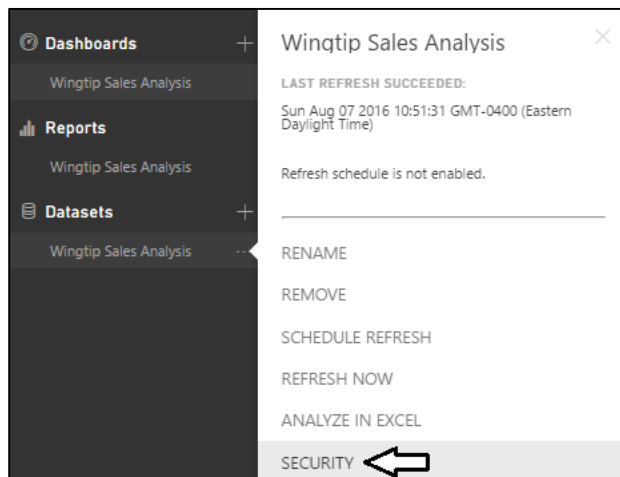 Dashboards
Wingtip Sales Analysis
Reports
Wingtip Sales Analysis
Datasets
Wingtip Sales Analysis
Wingtip Sales Analysis
LAST REFRESH SUCCEEDED:
Sun Aug 07 2016 10:51:31 GMT-0400 (Eastern
Daylight Time)
Refresh schedule is not enabled.
RENAME
REMOVE
SCHEDULE REFRESH
REFRESH NOW
ANALYZE IN EXCEL
SECURITY